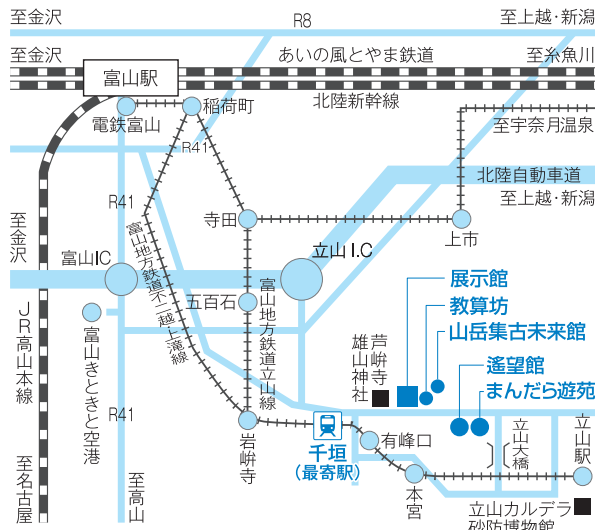 至金沢
R8
至上越・新潟
至金沢
あいの風とやま鉄道
至糸魚川
富山駅
北陸新幹線
電鉄富山
稲荷町
至宇奈月温泉
R41
北陸自動車道
至上越・新潟
R41
寺田
上市
至金沢
富山IC
富山地方鉄道不二越上滝線
立山I.C
五百石
富山地方鉄道立山線
展示館
教算坊
山岳集古未来館
JR高山本線
富山きときと空港
芦峅寺
雄山神社
遙望館
まんだら遊苑
R41
岩峅寺
千垣
(最寄駅)
有峰口
立山大橋
立山駅
至名古屋
至高山
本宮
立山カルデラ
砂防博物館